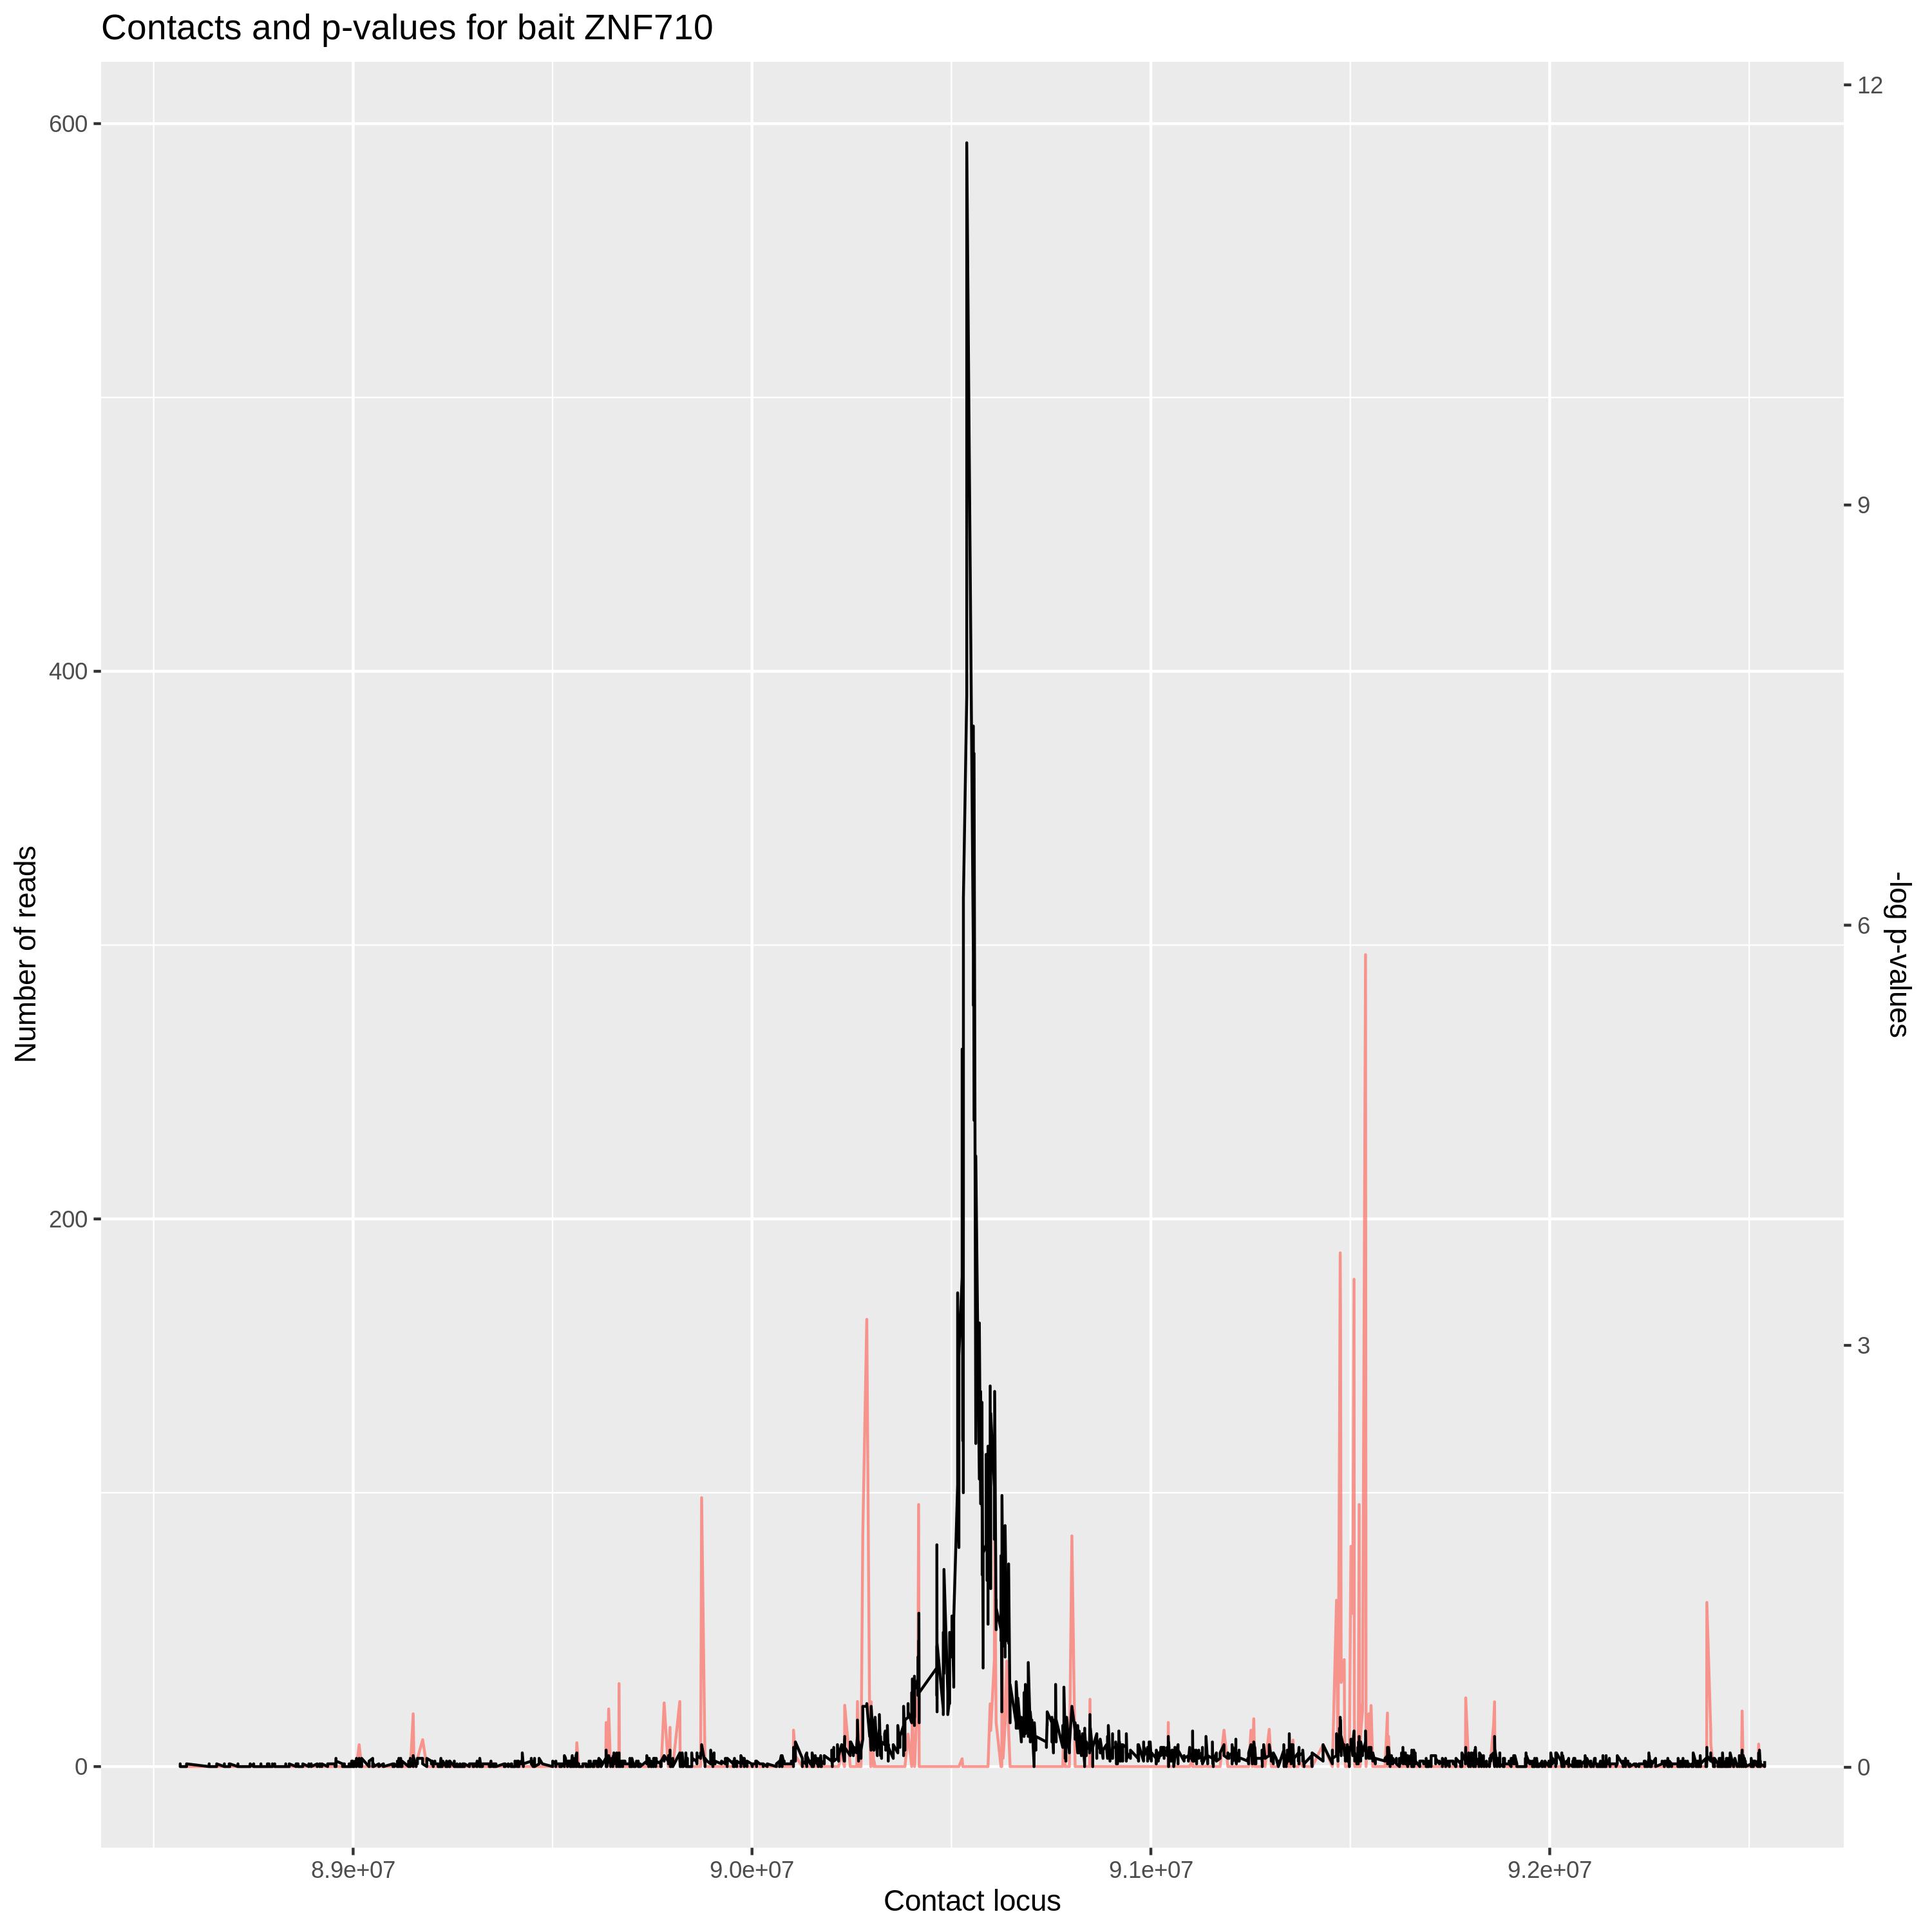 Contacts and p-values for bait ZNF710
600
400
200
0
Number of reads
12
9
6
3
0
-log p-values
8.9e+07
9.0e+07
9.1e+07
9.2e+07
Contact locus